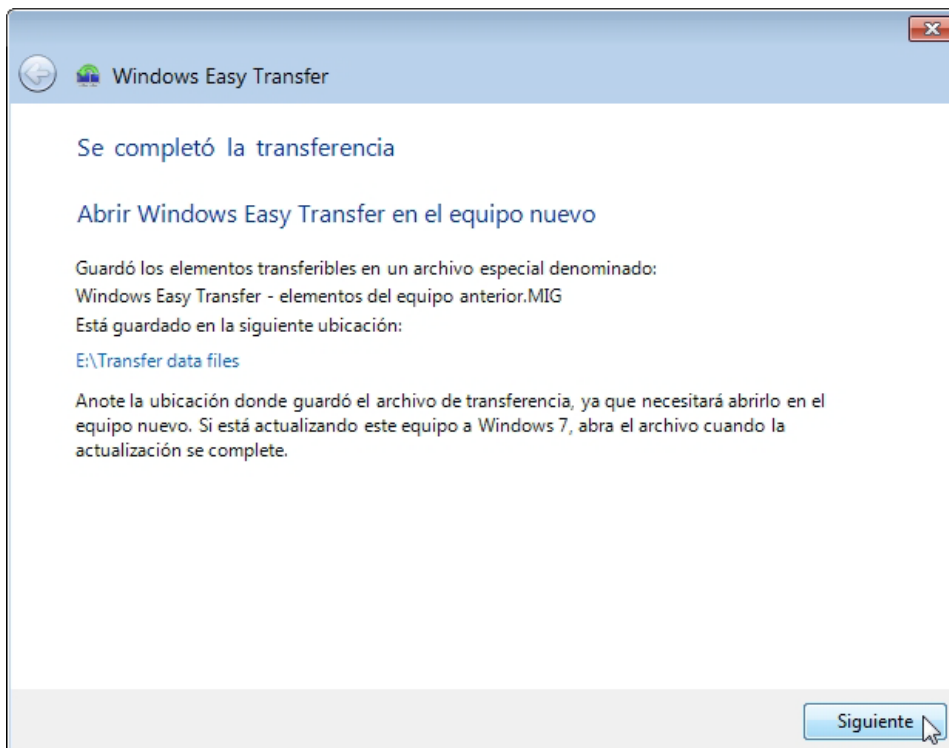 Windows Easy Transfer
Se completó la transferencia
Abrir Windows Easy Transfer en el equipo nuevo
Guardó los elementos transferibles en un archivo especial denominado:
Windows Easy Transfer - elementos del equipo anterior.MIG
Está guardado en la siguiente ubicación:
E:\Transfer data files
Anote la ubicación donde guardó el archivo de transferencia, ya que necesitará abrirlo en el
equipo nuevo. Si está actualizando este equipo a Windows 7, abra el archivo cuando la
actualización se complete.
Siguiente